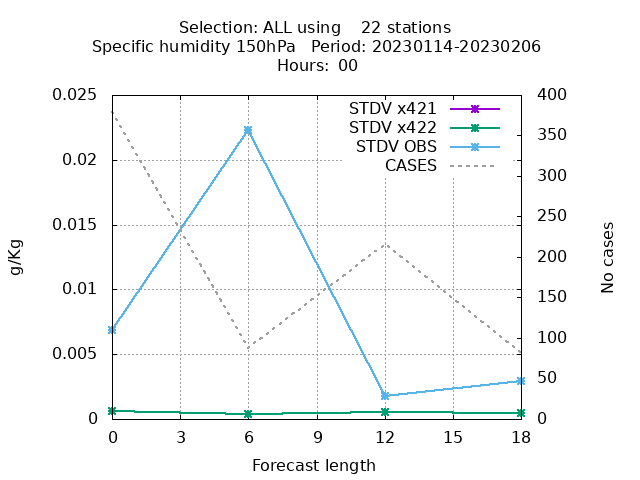 Selection: ALL using    22 stations
Specific humidity 150hPa   Period: 20230114-20230206
Hours: 00
STDV x421
STDV x422
STDV OBS
CASES
0.025
0.02
0.015
0.01
0.005
0
g/Kg
400
350
300
250
200
150
100
50
0
No cases
0 3 6 9 12 15 18
Forecast length